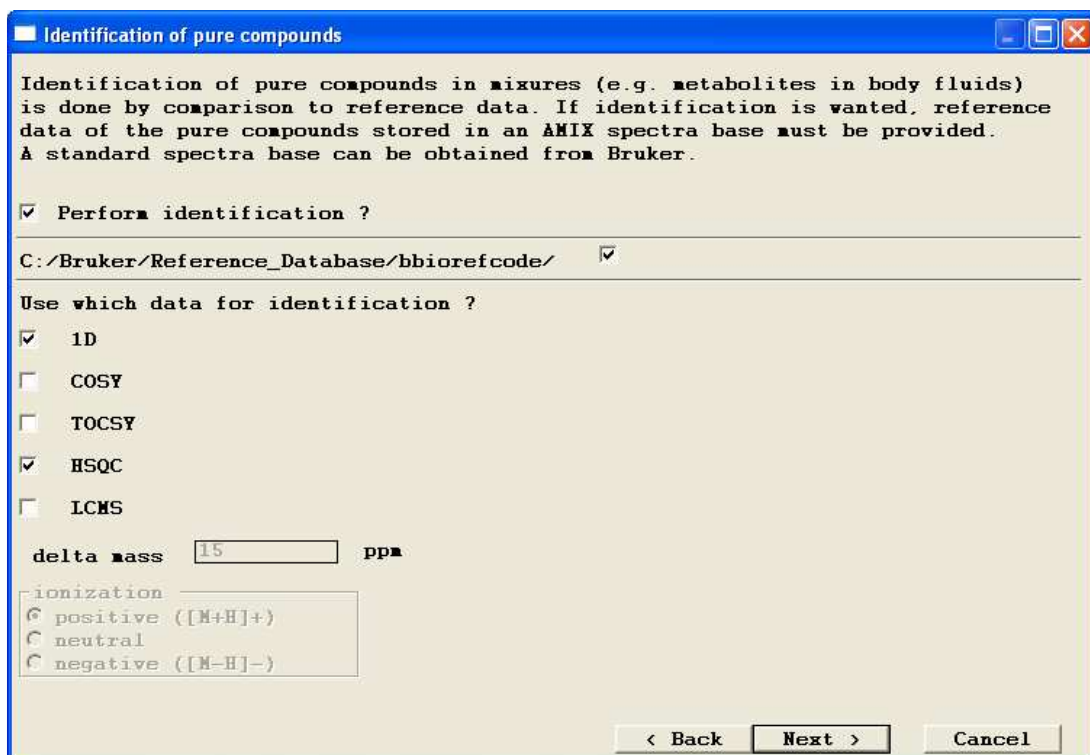 Identification of pure compounds
Identification of pure compounds in mixures (e.g. metabolites in body fluids)
is done by comparison to reference data. If identification is wanted, reference
data of the pure compounds stored in an AMIX spectra base must be provided.
A standard spectra base can be obtained from Bruker.
Perform identification ?
C:/Bruker/Reference_Database/bbiorefcode/
Use which data for identification ?
1D
COSY
TOCSY
HSQC
LCMS
delta mass 15 ppm
ionization
positive ([M+H]+)
neutral
negative ([M-H]-)
< Back Next > Cancel